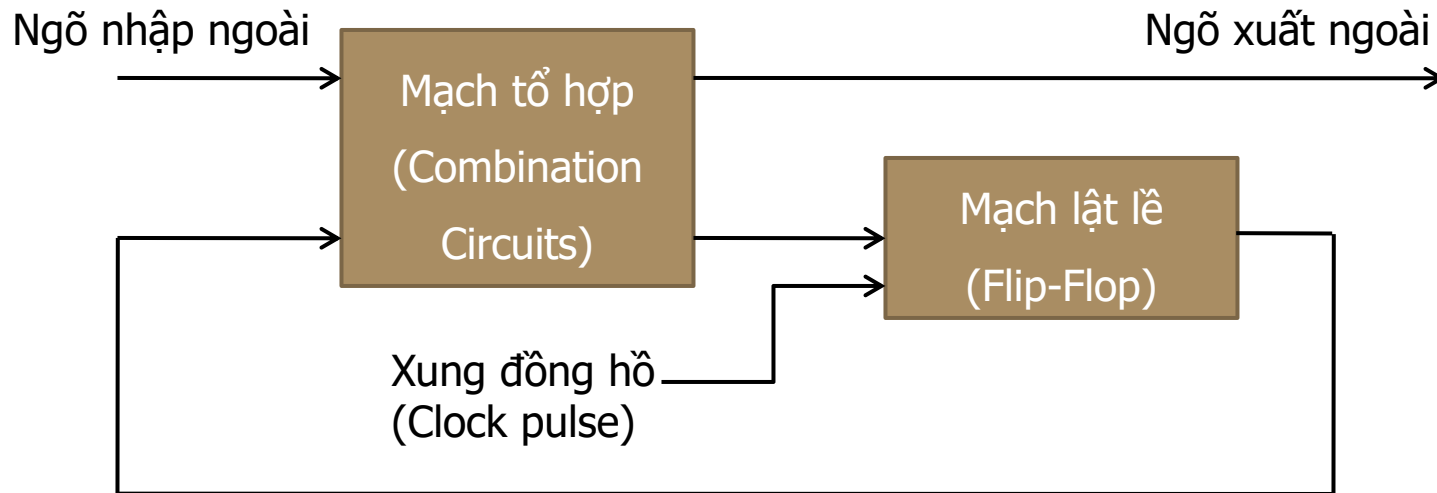 Ngõ nhập ngoài
Ngõ xuất ngoài
Mạch tổ hợp
(Combination
Circuits)
Mạch lật lề
(Flip-Flop)
Xung đồng hồ
(Clock pulse)